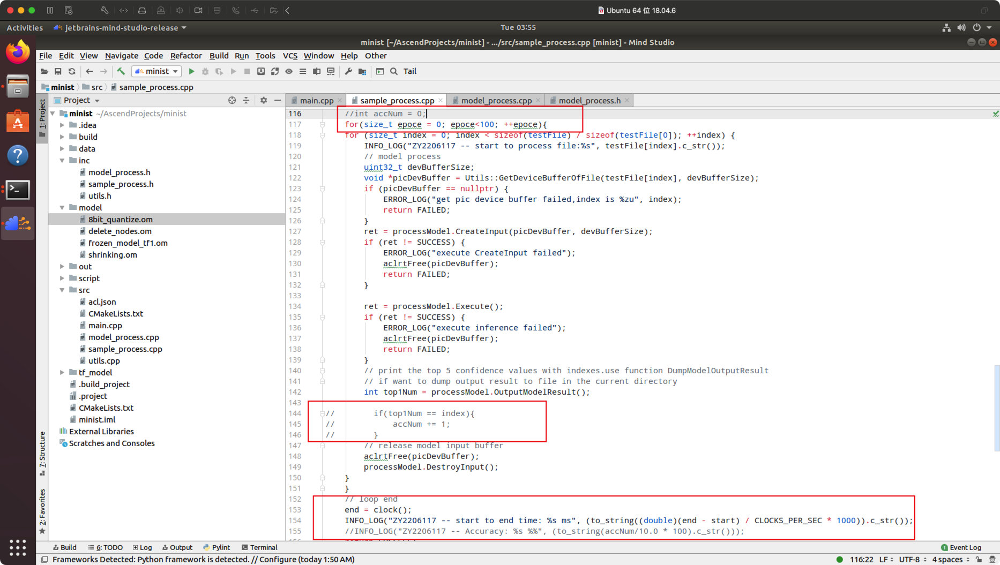 Ubuntu 64 位 18.04.6
Activities
jetbrains-mind-studio-release
Tue 03:55
minist [~/AscendProjects/minist] - .../src/sample_process.cpp [minist] - Mind Studio
File Edit View Navigate Code Refactor Build Run Tools VCS Window Help Other
minist
Tail
minist src sample_process.cpp
1: Project
7: Structure
2: Favorites
Project
minist ~/AscendProjects/minist
.idea
build
data
inc
model_process.h
sample_process.h
utils.h
model
8bit_quantize.om
delete_nodes.om
frozen_model_tf1.om
shrinking.om
out
script
src
acl.json
CMakeLists.txt
main.cpp
model_process.cpp
sample_process.cpp
utils.cpp
tf_model
.build_project
.project
CMakeLists.txt
minist.iml
External Libraries
Scratches and Consoles
main.cpp sample_process.cpp model_process.cpp model_process.h
116 //int accNum = 0;
117 for(size_t epoce = 0; epoce<100; ++epoce){
118 for (size_t index = 0; index < sizeof(testFile) / sizeof(testFile[0]); ++index) {
119 INFO_LOG("ZY2206117 -- start to process file:%s", testFile[index].c_str());
120 // model process
121 uint32_t devBufferSize;
122 void *picDevBuffer = Utils::GetDeviceBufferOfFile(testFile[index], devBufferSize);
123 if (picDevBuffer == nullptr) {
124 ERROR_LOG("get pic device buffer failed,index is %zu", index);
125 return FAILED;
126 }
127 ret = processModel.CreateInput(picDevBuffer, devBufferSize);
128 if (ret != SUCCESS) {
129 ERROR_LOG("execute CreateInput failed");
130 aclrtFree(picDevBuffer);
131 return FAILED;
132 }
133
134 ret = processModel.Execute();
135 if (ret != SUCCESS) {
136 ERROR_LOG("execute inference failed");
137 aclrtFree(picDevBuffer);
138 return FAILED;
139 }
140 // print the top 5 confidence values with indexes.use function DumpModelOutputResult
141 // if want to dump output result to file in the current directory
142 int top1Num = processModel.OutputModelResult();
143
144 // if(top1Num == index){
145 // accNum += 1;
146 // }
147 // release model input buffer
148 aclrtFree(picDevBuffer);
149 processModel.DestroyInput();
150 }
151 }
152 // loop end
153 end = clock();
154 INFO_LOG("ZY2206117 -- start to end time: %s ms", (to_string((double)(end - start) / CLOCKS_PER_SEC * 1000)).c_str());
155 //INFO_LOG("ZY2206117 -- Accuracy: %s %%", (to_string(accNum/10.0 * 100).c_str()));
Build 6: TODO Log Output Pylint Terminal
1 Event Log
Frameworks Detected: Python framework is detected. // Configure (today 1:50 AM)
116:22 LF UTF-8 4 spaces